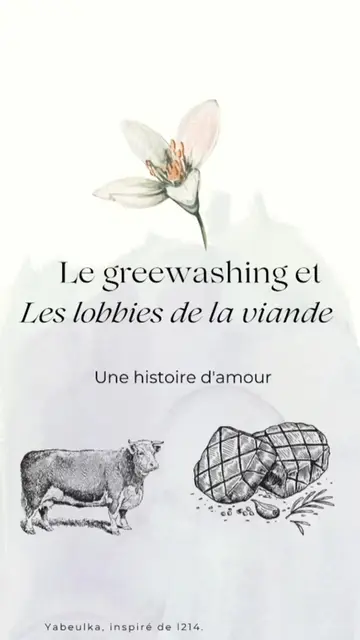 Le greewashing et
Les lobbies de la viande
Une histoire d'amour
Yabeulka, inspiré de l214.